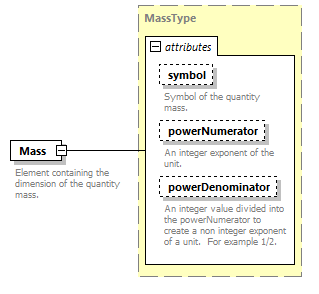 MassType
attributes
symbol
Symbol of the quantity
mass.
powerNumerator
An integer exponent of the
unit.
powerDenominator
An integer value divided into
the powerNumerator to
create a non integer exponent
of a unit.  For example 1/2.
Mass
Element containing the
dimension of the quantity
mass.